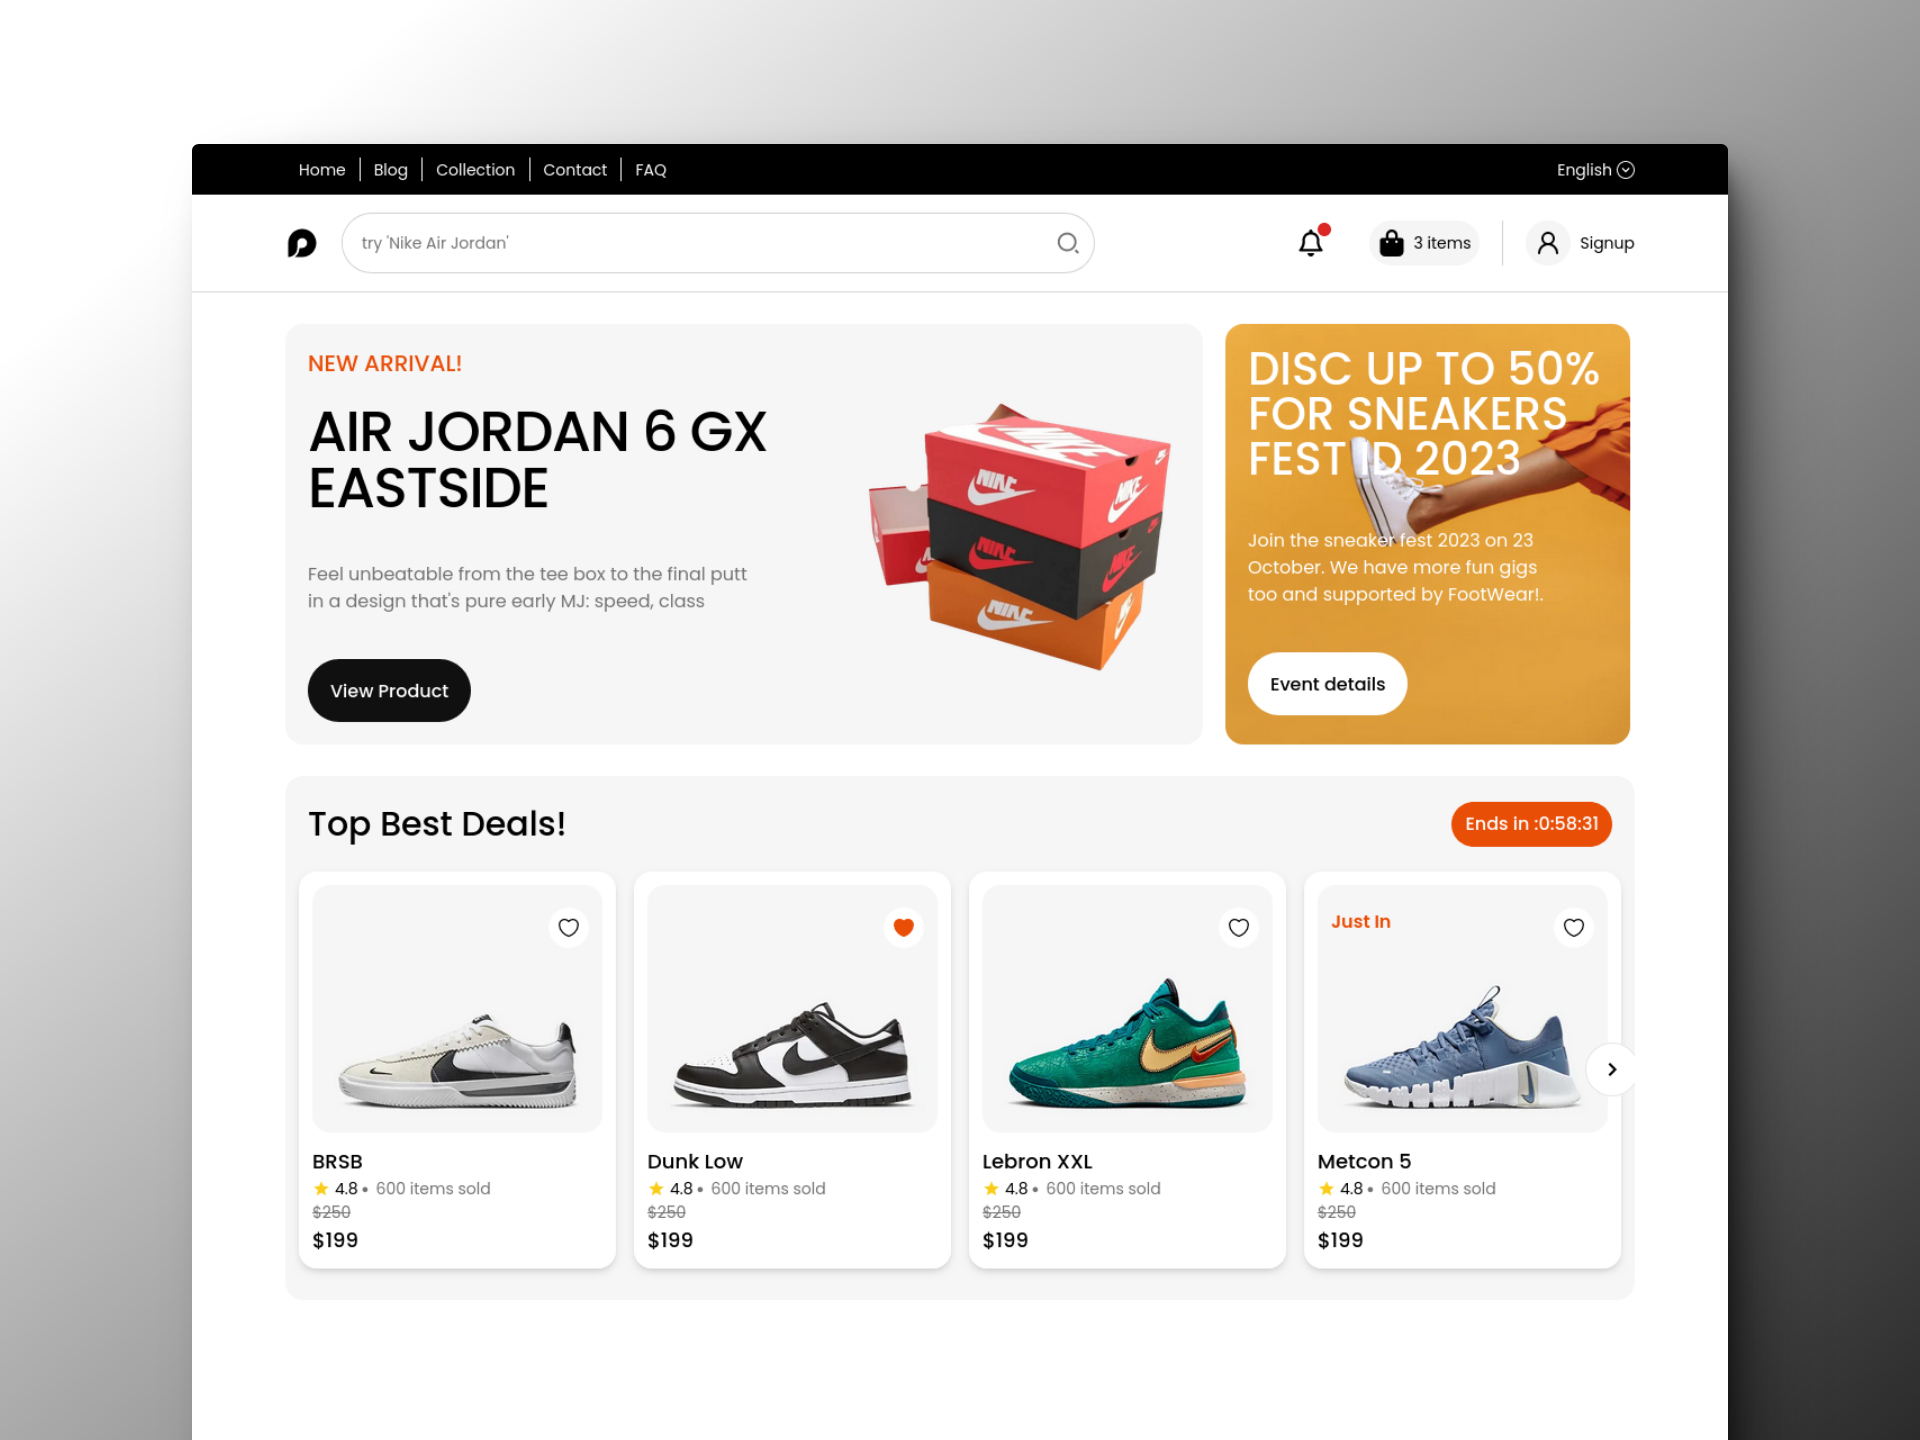 Home
Blog
Collection
Contact
FAQ
English
try 'Nike Air Jordan'
3 items
Signup
NEW ARRIVAL!
AIR JORDAN 6 GX
EASTSIDE
Feel unbeatable from the tee box to the final putt
in a design that's pure early MJ: speed, class
View Product
NIKE
NIKE
NIKE
NIKE
NIKE
NIKE
DISC UP TO 50%
FOR SNEAKERS
FEST ID 2023
Join the sneaker fest 2023 on 23
October. We have more fun gigs
too and supported by FootWear!.
Event details
Top Best Deals!
Ends in :0:58:31
BRSB
4.8 • 600 items sold
$250
$199
Dunk Low
4.8 • 600 items sold
$250
$199
Lebron XXL
4.8 • 600 items sold
$250
$199
Just In
Metcon 5
4.8 • 600 items sold
$250
$199